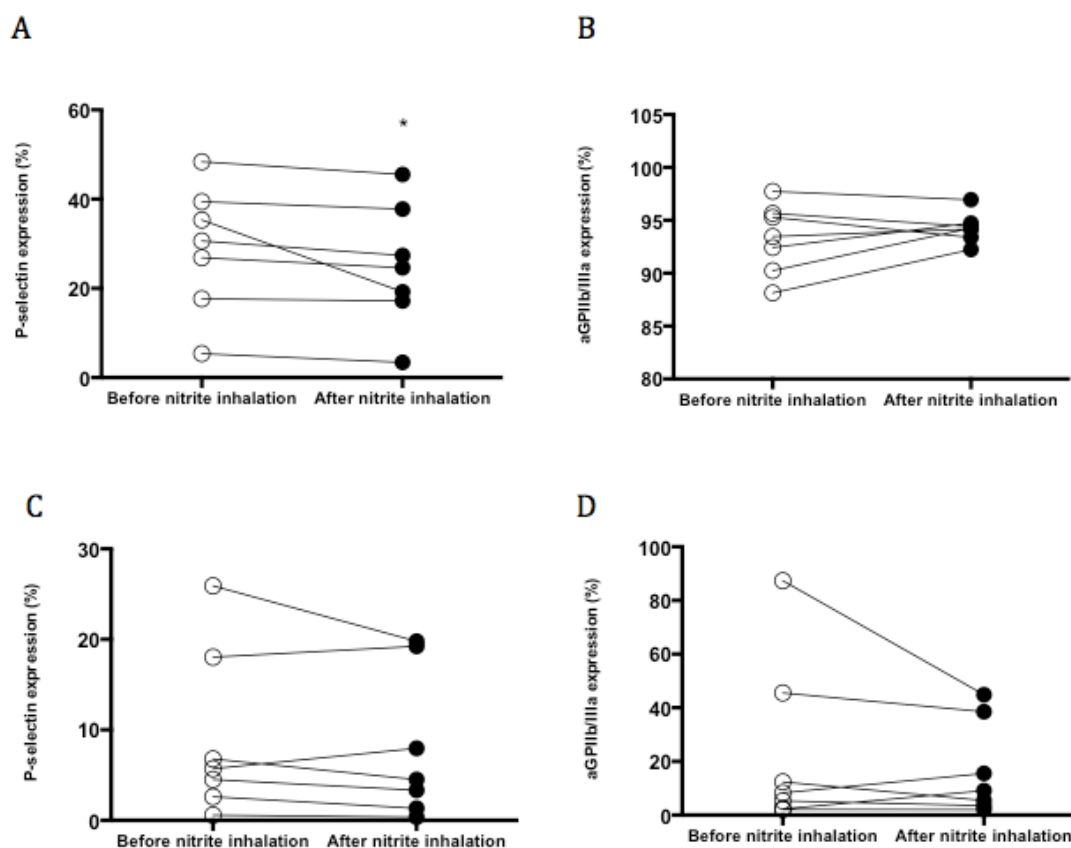 A
P-selectin expression (%)
60
40
20
0
*
Before nitrite inhalation After nitrite inhalation
B
aGPIIb/IIIa expression (%)
105
100
95
90
85
80
Before nitrite inhalation After nitrite inhalation
C
P-selectin expression (%)
30
20
10
0
Before nitrite inhalation After nitrite inhalation
D
aGPIIb/IIIa expression (%)
100
80
60
40
20
0
Before nitrite inhalation After nitrite inhalation